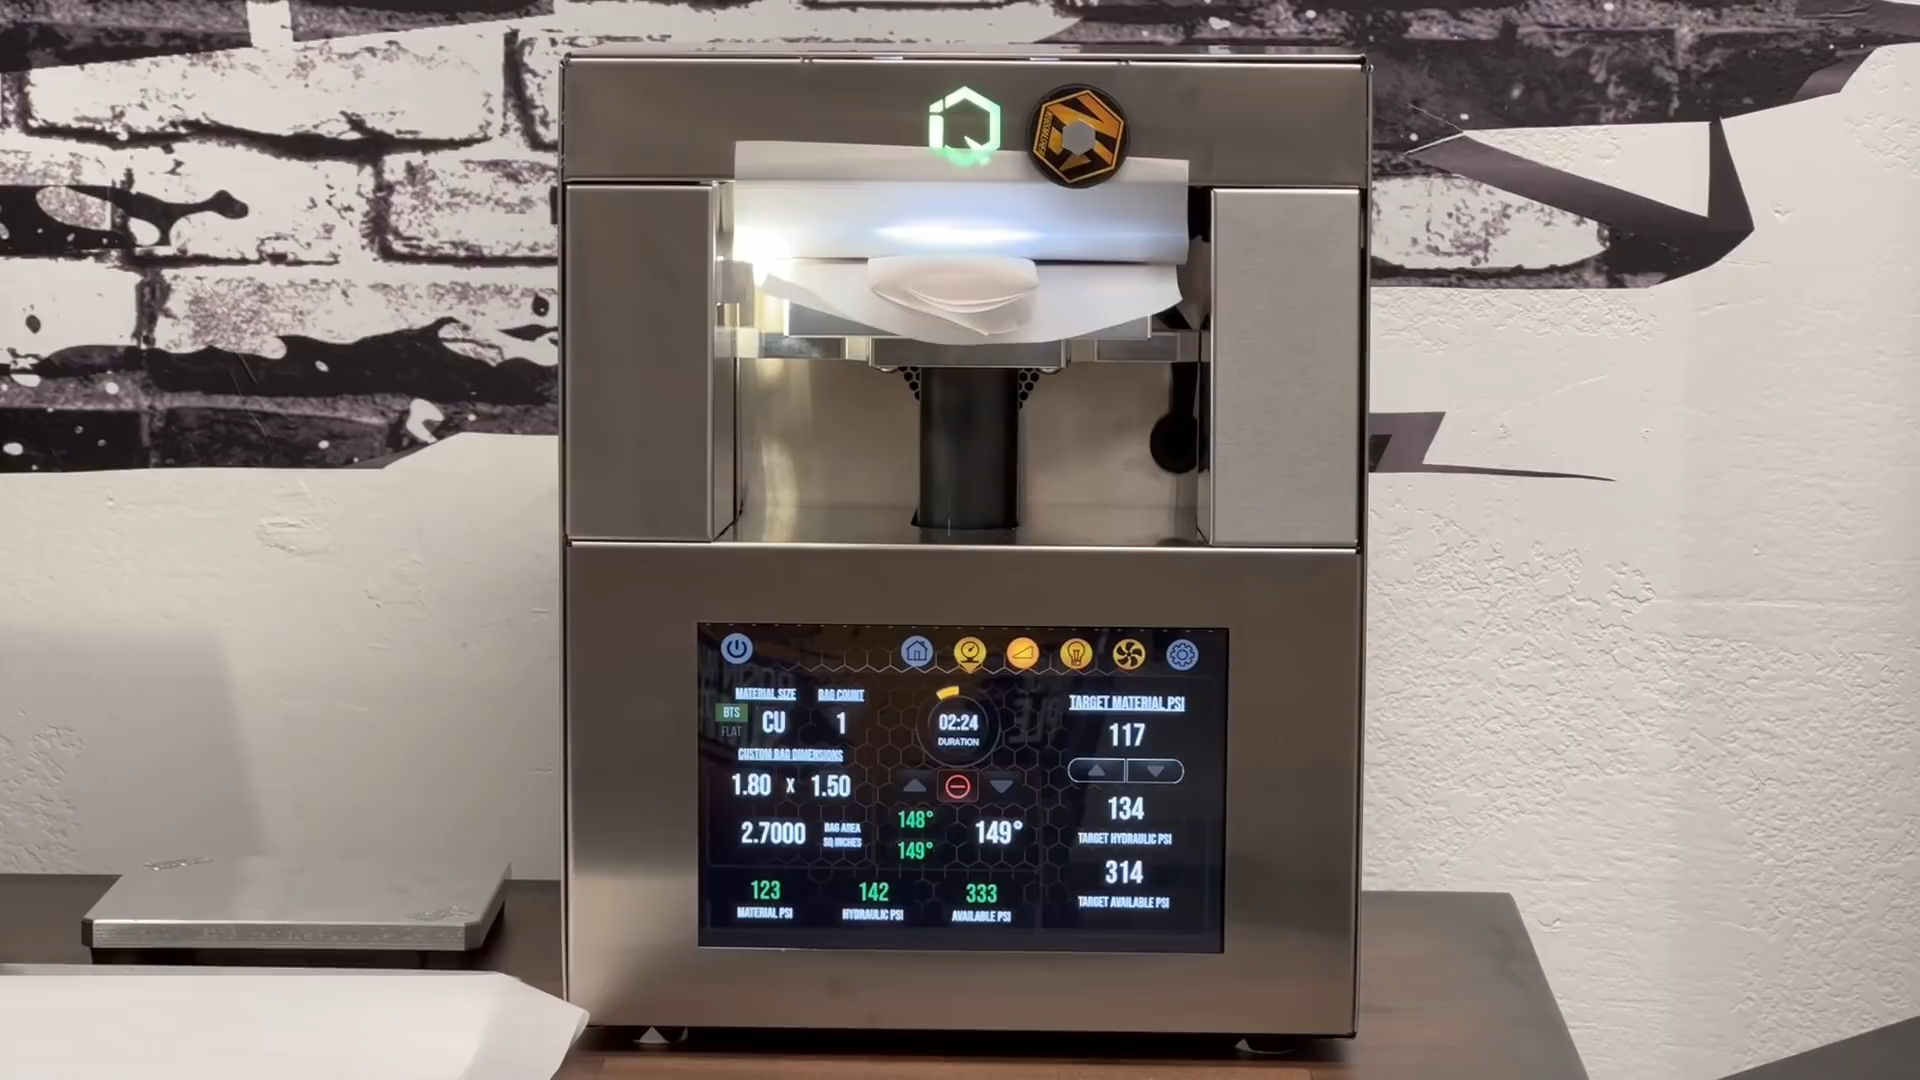 iQ
MATERIAL SIZE
BAG COUNT
BTS
FLAT
CU
1
CUSTOM BAG DIMENSIONS
1.80 x 1.50
2.7000
BAG AREA
SQ INCHES
02:24
DURATION
148°
149°
149°
TARGET MATERIAL PSI
117
134
TARGET HYDRAULIC PSI
314
TARGET AVAILABLE PSI
123
MATERIAL PSI
142
HYDRAULIC PSI
333
AVAILABLE PSI